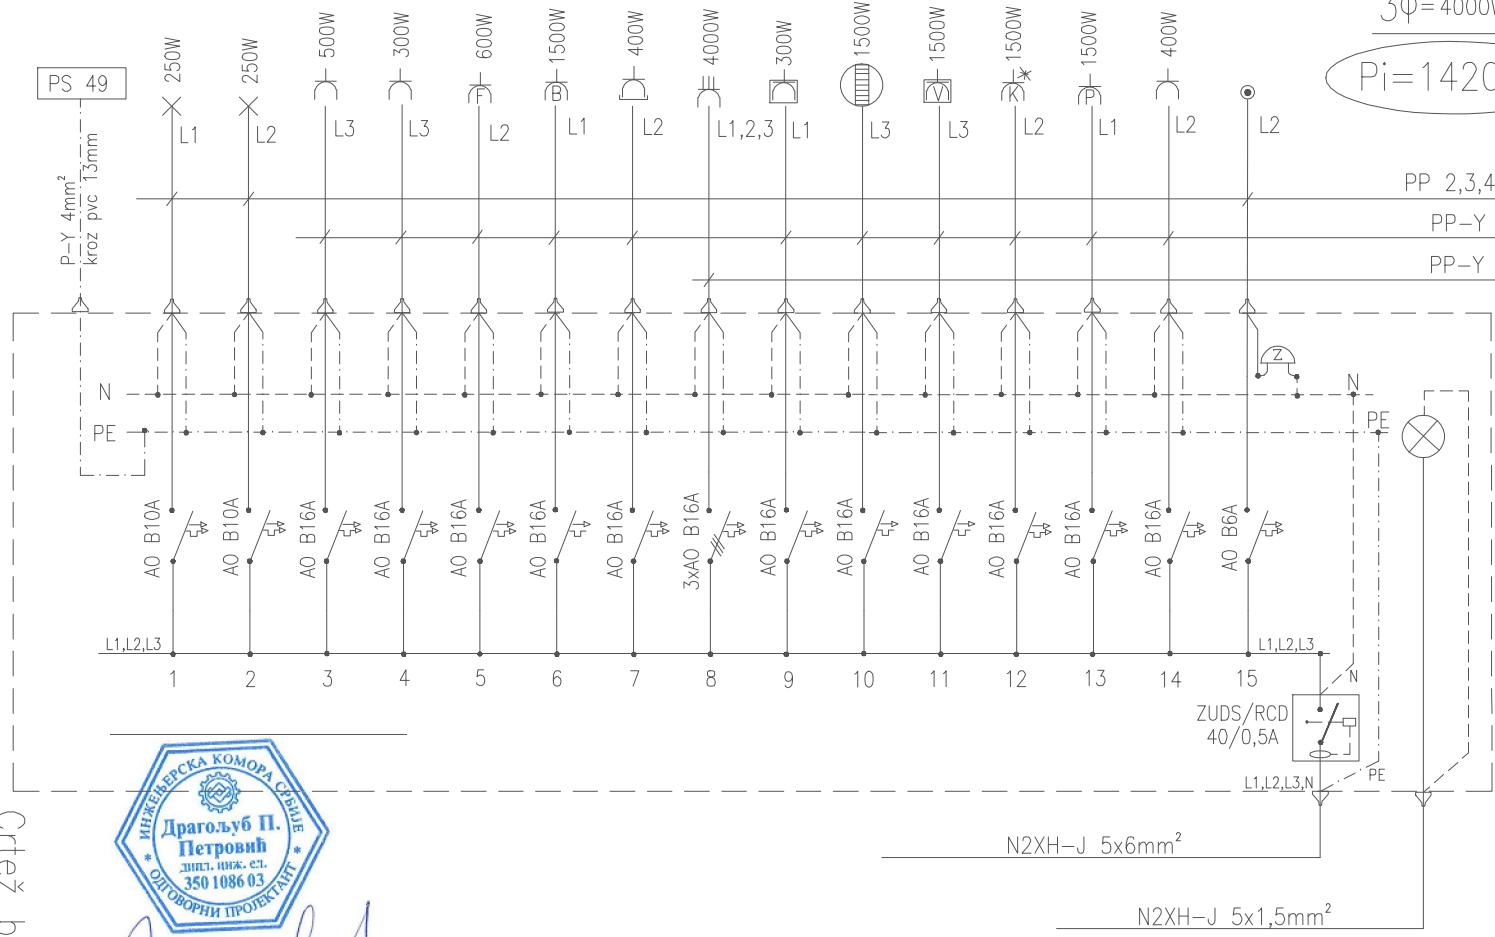 3φ=4000W
Pi=1420
PS 49
250W
250W
500W
300W
600W
1500W
400W
4000W
300W
1500W
1500W
1500W
1500W
400W
F
B
V
K
*
P
L1
L2
L3
L3
L2
L1
L2
L1,2,3
L1
L3
L3
L2
L1
L2
L2
P-Y 4mm²
kroz pvc 13mm
PP 2,3,4
PP-Y
PP-Y
Z
N
N
PE
PE
AO B10A
AO B10A
AO B16A
AO B16A
AO B16A
AO B16A
AO B16A
3xAO B16A
AO B16A
AO B16A
AO B16A
AO B16A
AO B16A
AO B16A
AO B6A
L1,L2,L3
L1,L2,L3
1 2 3 4 5 6 7 8 9 10 11 12 13 14 15
N
ZUDS/RCD
40/0,5A
L1,L2,L3,N
PE
N2XH-J 5x6mm²
N2XH-J 5x1,5mm²
ИНЖЕЊЕРСКА КОМОРА СРБИЈЕ
Драгољуб П.
Петровић
дипл. инж. ел.
350 1086 03
* ОДГОВОРНИ ПРОЈЕКТАНТ *
Crtež b